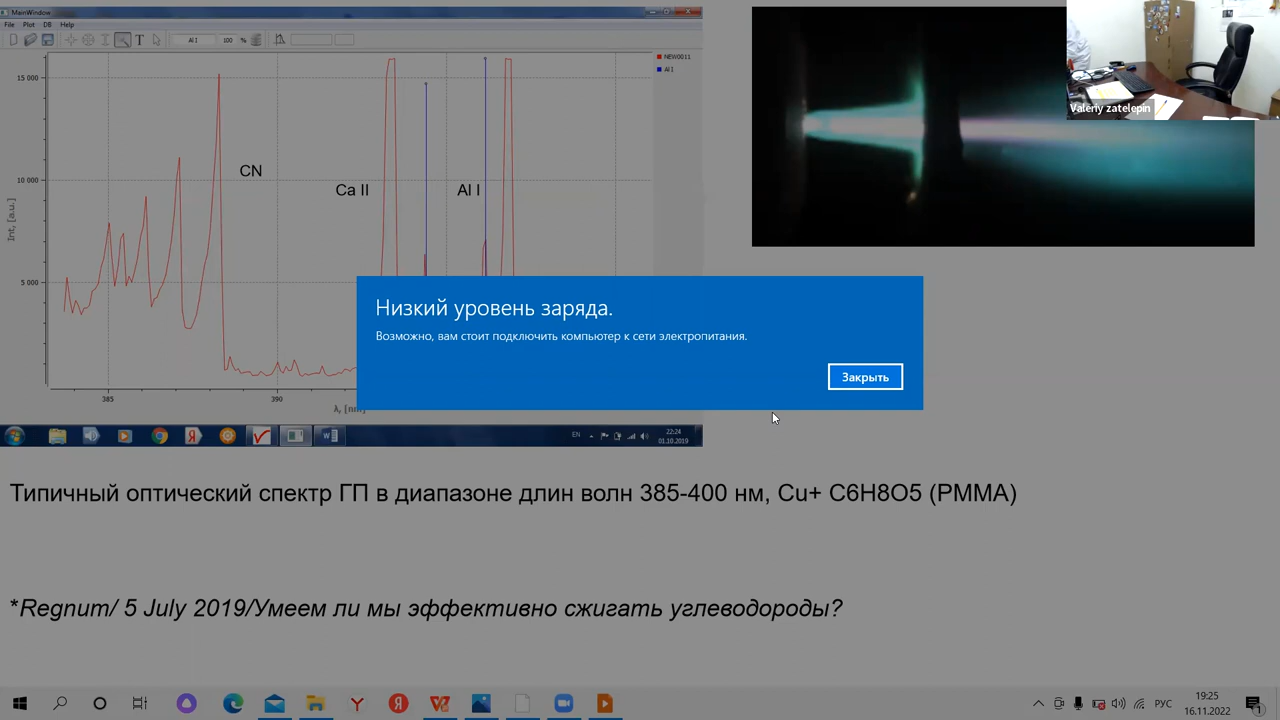 MainWindow
File Plot DB Help
T
Al I
100 %
15 000
10 000
5 000
Int, [a.u.]
CN
Ca II
Al I
NEW0011
Al I
385
390
λ, [nm]
EN
22:24
01.10.2019
Valeriy zatelepin
Низкий уровень заряда.
Возможно, вам стоит подключить компьютер к сети электропитания.
Закрыть
Типичный оптический спектр ГП в диапазоне длин волн 385-400 нм, Cu+ C6H8O5 (PMMA)
*Regnum/ 5 July 2019/Умеем ли мы эффективно сжигать углеводороды?
РУС
19:25
16.11.2022
1